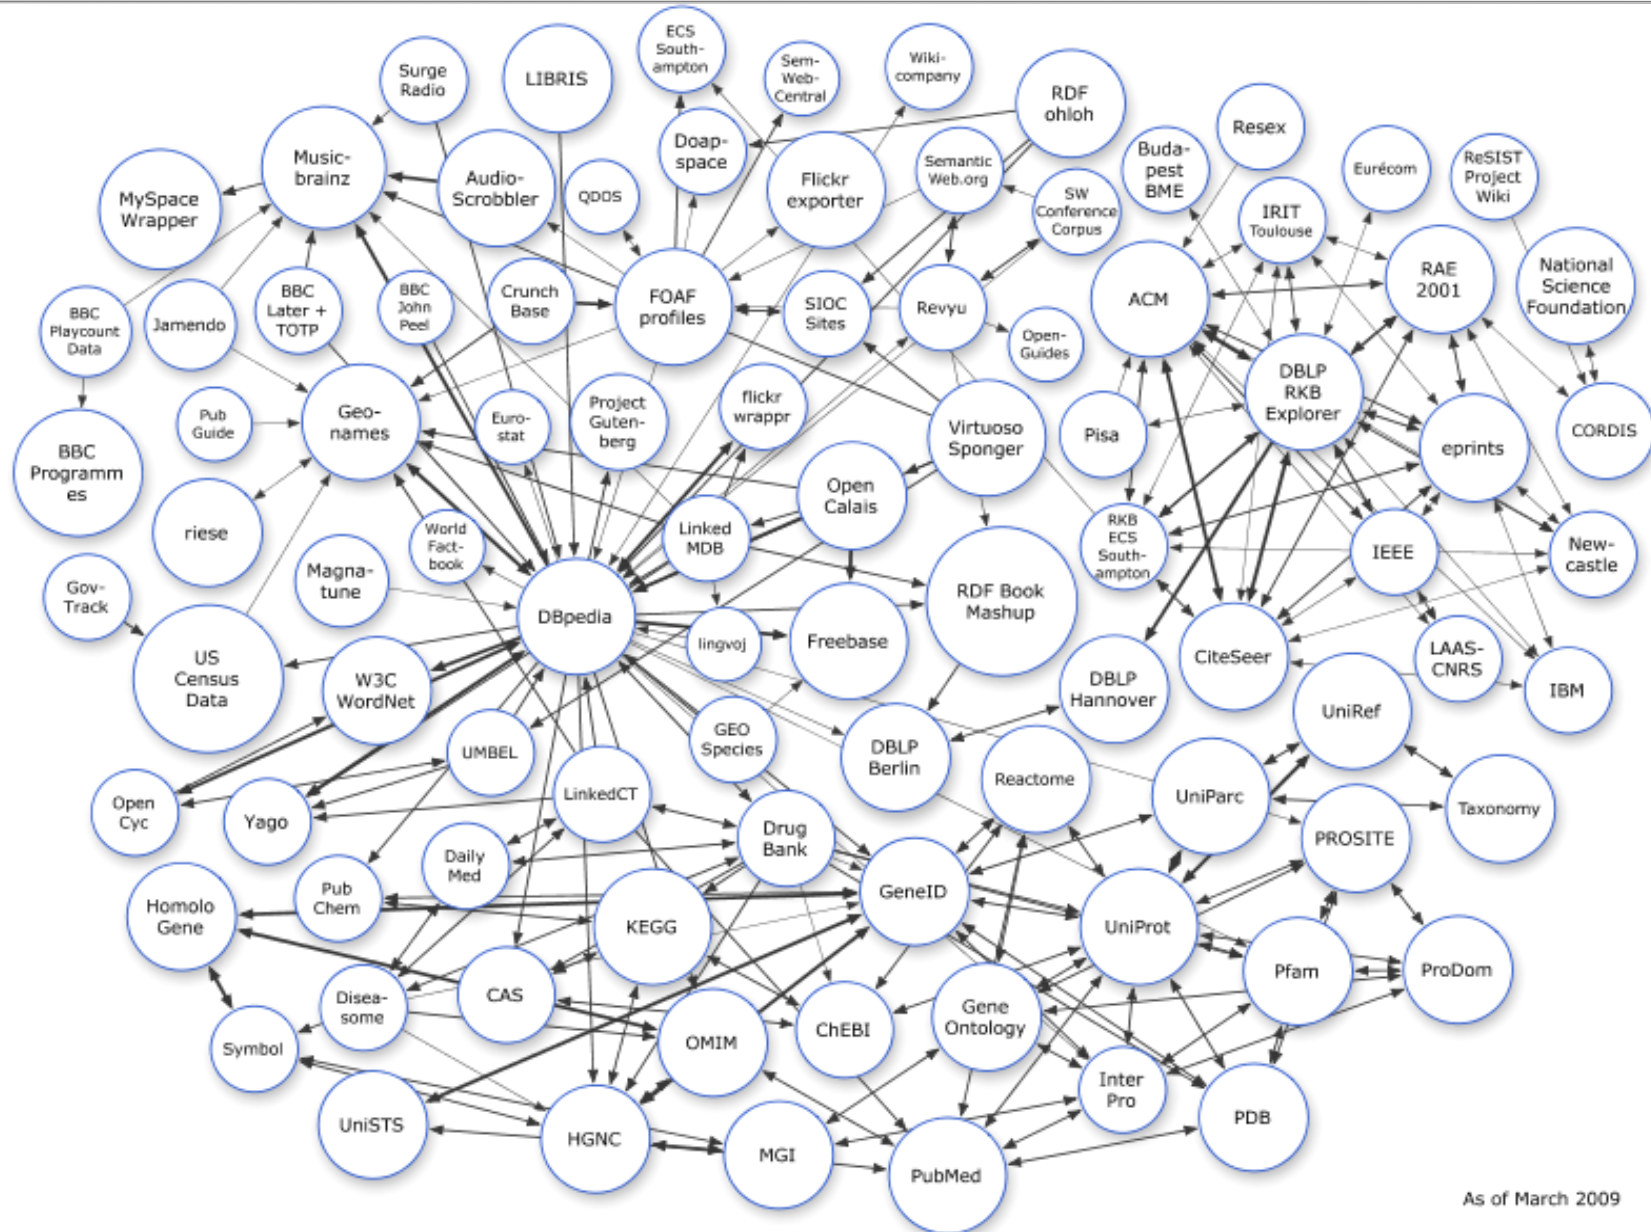 ECS
South-
ampton
Surge
Radio
LIBRIS
Sem-
Web-
Central
Wiki-
company
RDF
ohloh
Resex
Music-
brainz
Doap-
space
Semantic
Web.org
Buda-
pest
BME
Eurécom
ReSIST
Project
Wiki
MySpace
Wrapper
Audio-
Scrobbler
QDOS
Flickr
exporter
SW
Conference
Corpus
IRIT
Toulouse
National
Science
Foundation
RAE
2001
BBC
Playcount
Data
Jamendo
BBC
Later +
TOTP
BBC
John
Peel
Crunch
Base
FOAF
profiles
SIOC
Sites
Revyu
Open-
Guides
ACM
DBLP
RKB
Explorer
Pub
Guide
Geo-
names
Euro-
stat
Project
Guten-
berg
flickr
wrappr
Virtuoso
Sponger
Pisa
eprints
CORDIS
BBC
Programm
es
riese
World
Fact-
book
Linked
MDB
Open
Calais
RKB
ECS
South-
ampton
IEEE
New-
castle
Gov-
Track
Magna-
tune
DBpedia
RDF Book
Mashup
US
Census
Data
W3C
WordNet
lingvoj
Freebase
CiteSeer
LAAS-
CNRS
IBM
DBLP
Hannover
UniRef
UMBEL
GEO
Species
DBLP
Berlin
Reactome
UniParc
Taxonomy
Open
Cyc
Yago
LinkedCT
Drug
Bank
PROSITE
Daily
Med
GeneID
Homolo
Gene
Pub
Chem
KEGG
UniProt
Pfam
ProDom
Disea-
some
CAS
OMIM
ChEBI
Gene
Ontology
Symbol
Inter
Pro
PDB
UniSTS
HGNC
MGI
PubMed
As of March 2009